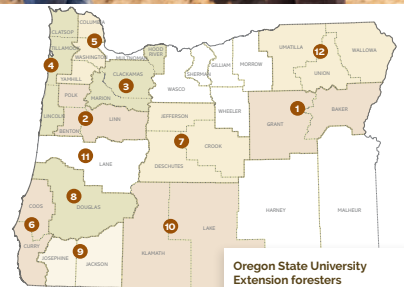 COLUMBIA
CLATSOP
5
TILLAMOOK
WASHINGTON
MULTNOMAH
HOOD
RIVER
4
YAMHILL
CLACKAMAS
3
SHERMAN
GILLIAM
MORROW
UMATILLA
12
WALLOWA
UNION
WASCO
POLK
MARION
LINCOLN
2
LINN
BENTON
JEFFERSON
WHEELER
1
BAKER
GRANT
7
CROOK
11
LAKE
DESCHUTES
8
DOUGLAS
COOS
6
CURRY
10
LAKE
HARNEY
MALHEUR
9
JOSEPHINE
JACKSON
KLAMATH
Oregon State University
Extension foresters